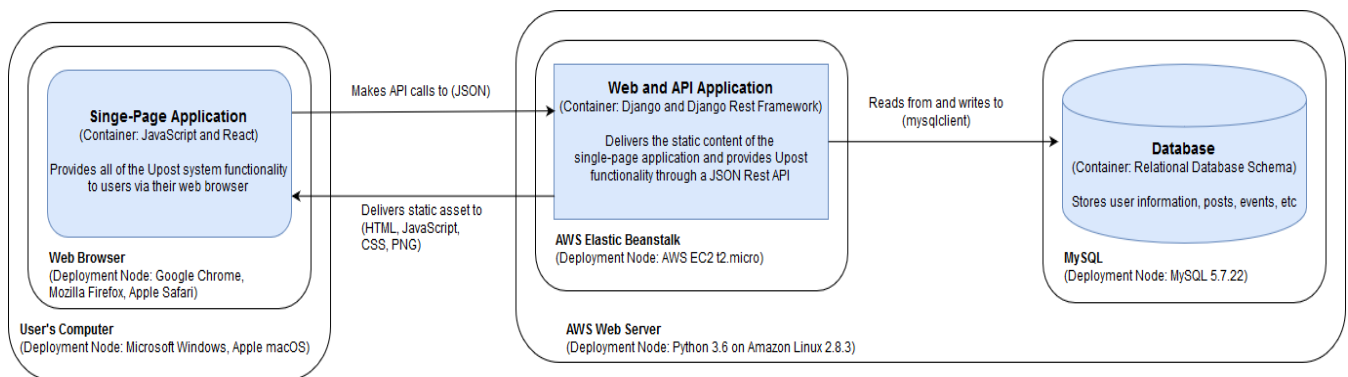 Singe-Page Application
(Container: JavaScript and React)
Provides all of the Upost system functionality
to users via their web browser
Web Browser
(Deployment Node: Google Chrome,
Mozilla Firefox, Apple Safari)
User's Computer
(Deployment Node: Microsoft Windows, Apple macOS)
Makes API calls to (JSON)
Delivers static asset to
(HTML, JavaScript,
CSS, PNG)
Web and API Application
(Container: Django and Django Rest Framework)
Delivers the static content of the
single-page application and provides Upost
functionality through a JSON Rest API
AWS Elastic Beanstalk
(Deployment Node: AWS EC2 t2.micro)
AWS Web Server
(Deployment Node: Python 3.6 on Amazon Linux 2.8.3)
Reads from and writes to
(mysqlclient)
Database
(Container: Relational Database Schema)
Stores user information, posts, events, etc
MySQL
(Deployment Node: MySQL 5.7.22)